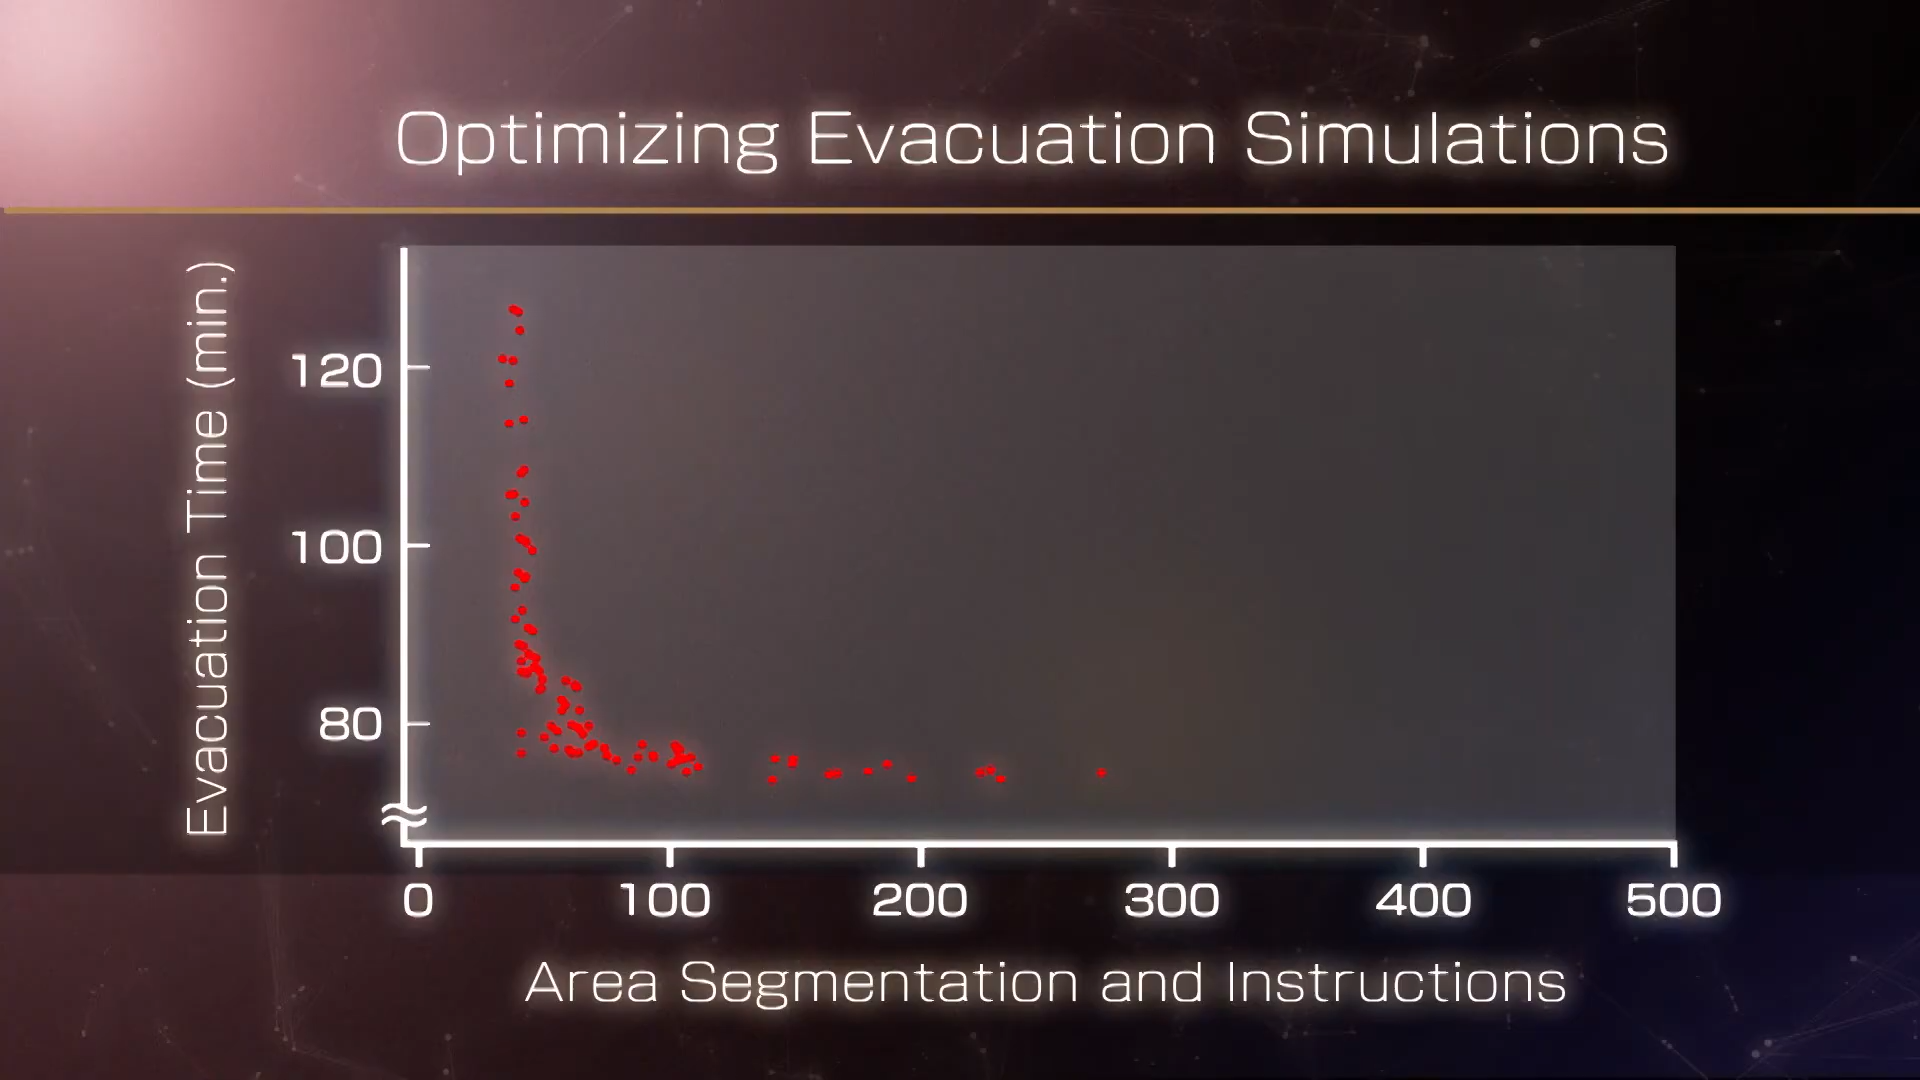 Optimizing Evacuation Simulations
Evacuation Time (min.)
120
100
80
0 100 200 300 400 500
Area Segmentation and Instructions